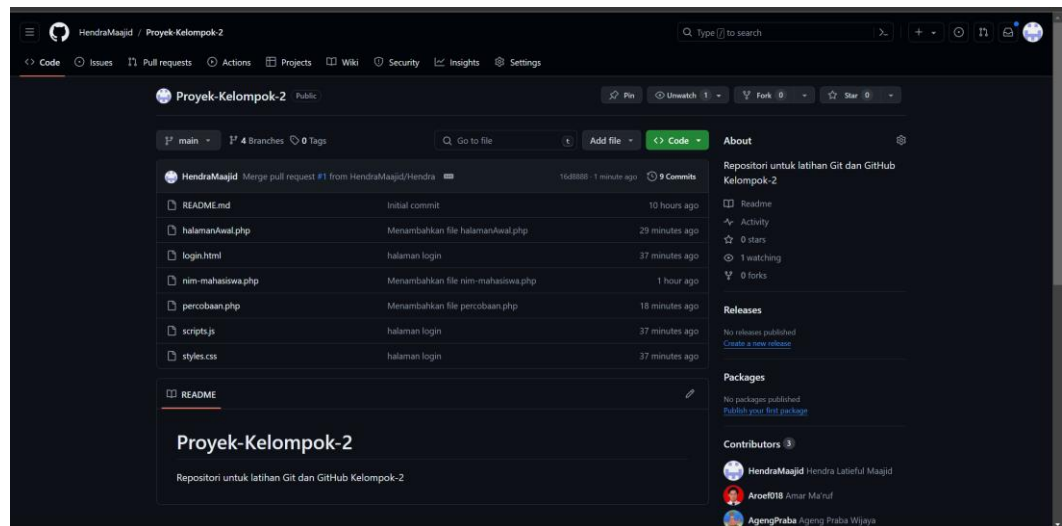 HendraMaajid / Proyek-Kelompok-2
Type / to search
Code Issues Pull requests Actions Projects Wiki Security Insights Settings
Proyek-Kelompok-2 Public
Pin Unwatch 1 Fork 0 Star 0
main 4 Branches 0 Tags Go to file t Add file Code
HendraMaajid Merge pull request #1 from HendraMaajid/Hendra 16d8888 · 1 minute ago 9 Commits
README.md Initial commit 10 hours ago
halamanAwal.php Menambahkan file halamanAwal.php 29 minutes ago
login.html halaman login 37 minutes ago
nim-mahasiswa.php Menambahkan file nim-mahasiswa.php 1 hour ago
percobaan.php Menambahkan file percobaan.php 18 minutes ago
scripts.js halaman login 37 minutes ago
styles.css halaman login 37 minutes ago
README
Proyek-Kelompok-2
Repositori untuk latihan Git dan GitHub Kelompok-2
About
Repositori untuk latihan Git dan GitHub
Kelompok-2
Readme
Activity
0 stars
1 watching
0 forks
Releases
No releases published
Create a new release
Packages
No packages published
Publish your first package
Contributors 3
HendraMaajid Hendra Latieful Maajid
Aroef018 Amar Ma'ruf
AgengPraba Ageng Praba Wijaya